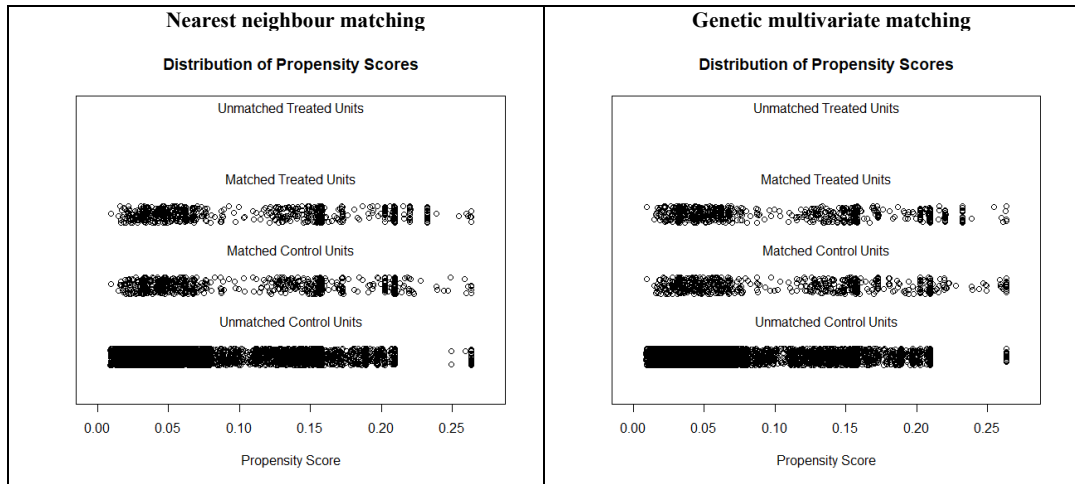 Nearest neighbour matching
Distribution of Propensity Scores
Unmatched Treated Units
Matched Treated Units
Matched Control Units
Unmatched Control Units
0.00 0.05 0.10 0.15 0.20 0.25
Propensity Score
Genetic multivariate matching
Distribution of Propensity Scores
Unmatched Treated Units
Matched Treated Units
Matched Control Units
Unmatched Control Units
0.00 0.05 0.10 0.15 0.20 0.25
Propensity Score